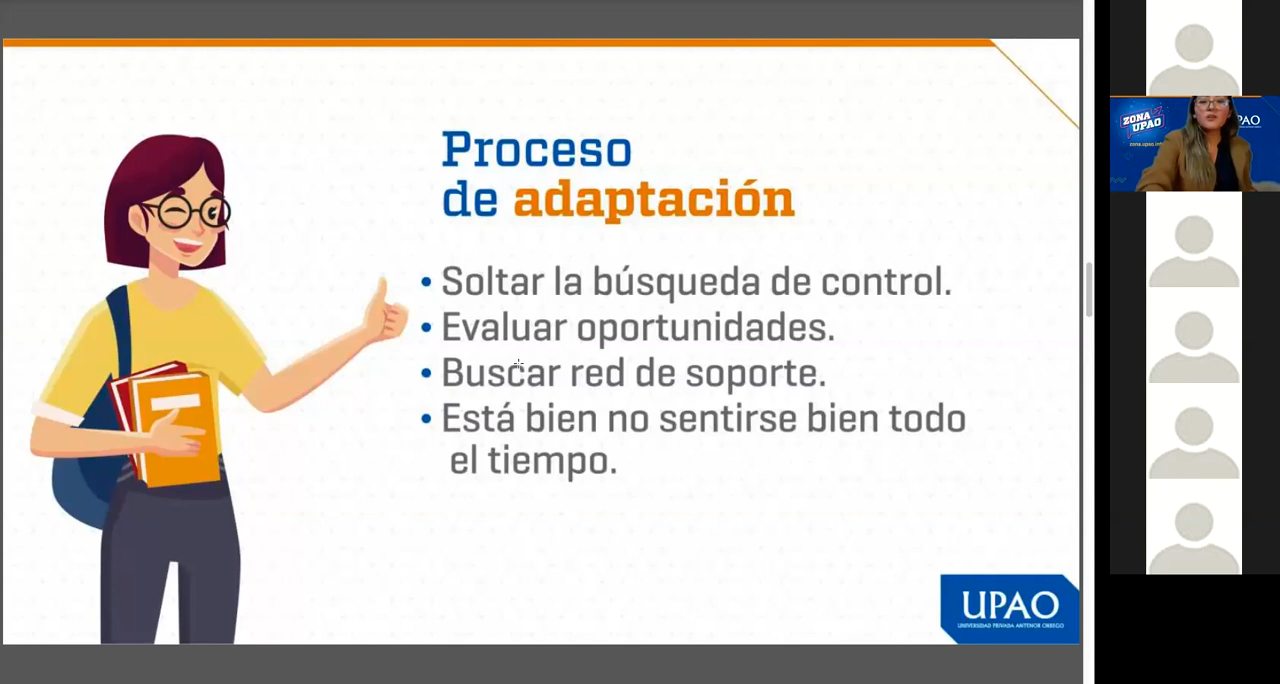 Proceso
de adaptación
• Soltar la búsqueda de control.
• Evaluar oportunidades.
• Buscar red de soporte.
• Está bien no sentirse bien todo
el tiempo.
UPAO
UNIVERSIDAD PRIVADA ANTENOR ORREGO
ZONA
UPAO
PAO